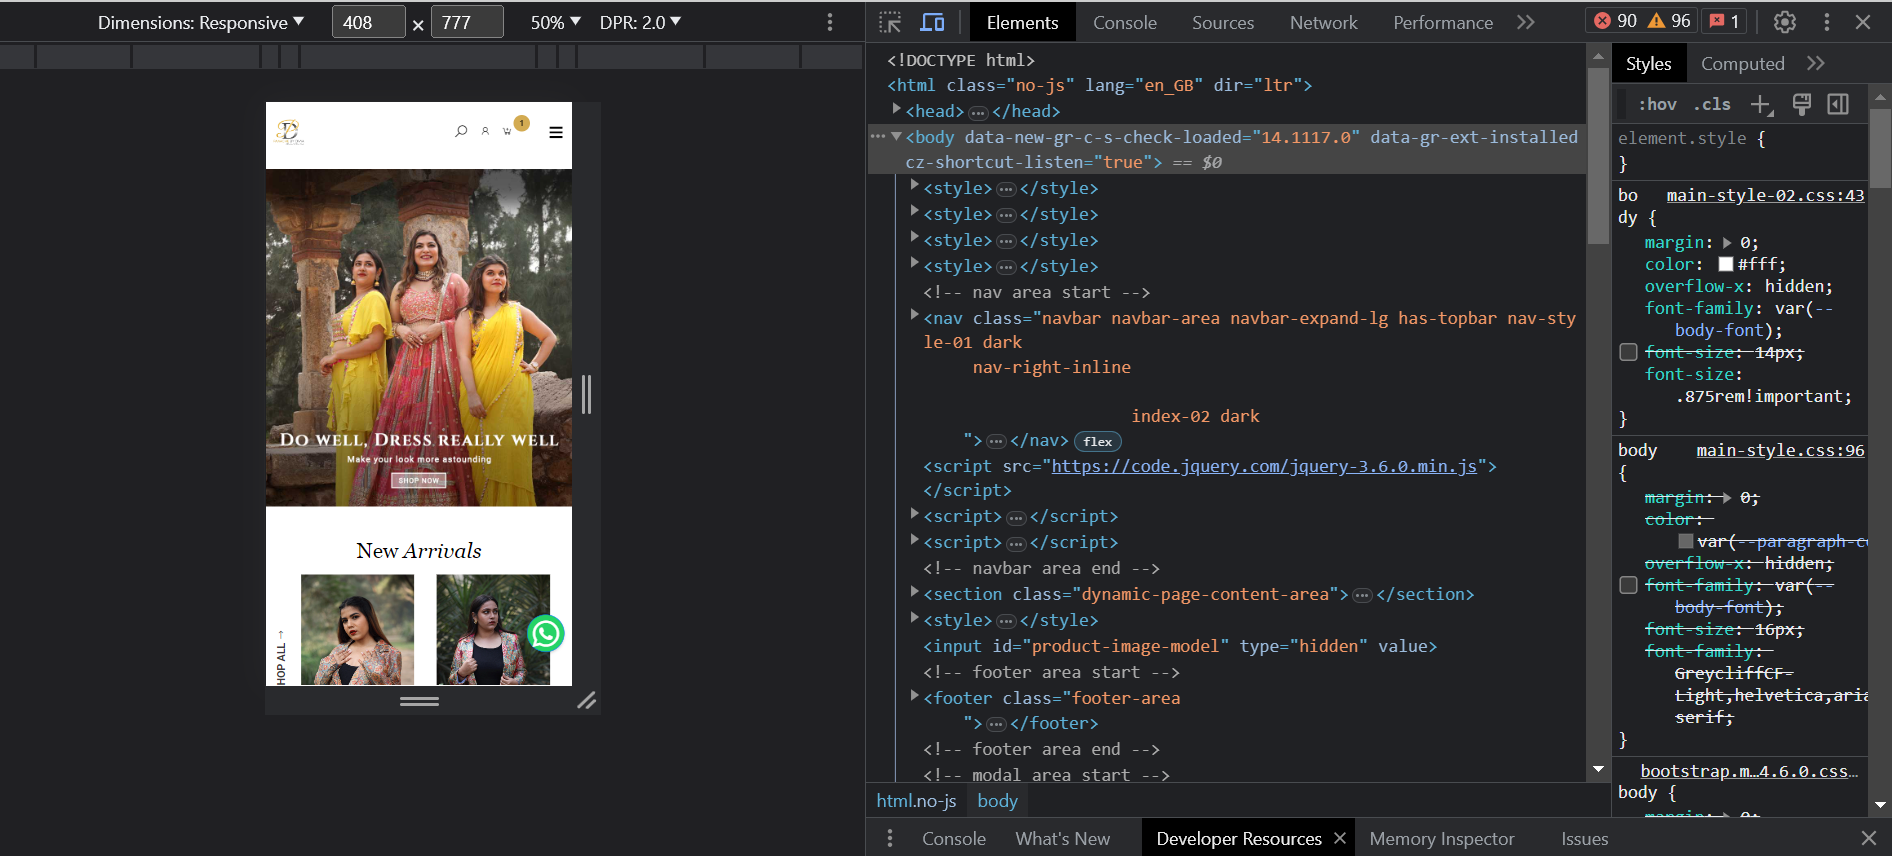 Dimensions: Responsive ▼ 408 × 777 50% ▼ DPR: 2.0 ▼
Elements Console Sources Network Performance 90 96 1
1
DO WELL, DRESS REALLY WELL
Make your look more astounding
SHOP NOW
New Arrivals
HOP ALL →
<!DOCTYPE html>
<html class="no-js" lang="en_GB" dir="ltr">
<head>…</head>
<body data-new-gr-c-s-check-loaded="14.1117.0" data-gr-ext-installed
cz-shortcut-listen="true"> == $0
<style>…</style>
<style>…</style>
<style>…</style>
<style>…</style>
<!-- nav area start -->
<nav class="navbar navbar-area navbar-expand-lg has-topbar nav-sty
le-01 dark
nav-right-inline
index-02 dark
">…</nav> flex
<script src="https://code.jquery.com/jquery-3.6.0.min.js">
</script>
<script>…</script>
<script>…</script>
<!-- navbar area end -->
<section class="dynamic-page-content-area">…</section>
<style>…</style>
<input id="product-image-model" type="hidden" value>
<!-- footer area start -->
<footer class="footer-area
">…</footer>
<!-- footer area end -->
<!-- modal area start -->
html.no-js body
Styles Computed
:hov .cls
element.style {
}
bo main-style-02.css:43
dy {
margin: 0;
color: #fff;
overflow-x: hidden;
font-family: var(--
body-font);
font-size: 14px;
font-size:
.875rem!important;
}
body main-style.css:96
{
margin: 0;
color:
var(--paragraph-c
overflow-x: hidden;
font-family: var(--
body-font);
font-size: 16px;
font-family:
GreycliffCF-
Light,helvetica,aria
serif;
}
bootstrap.m…4.6.0.css…
body {
margin: 0;
Console What's New Developer Resources Memory Inspector Issues